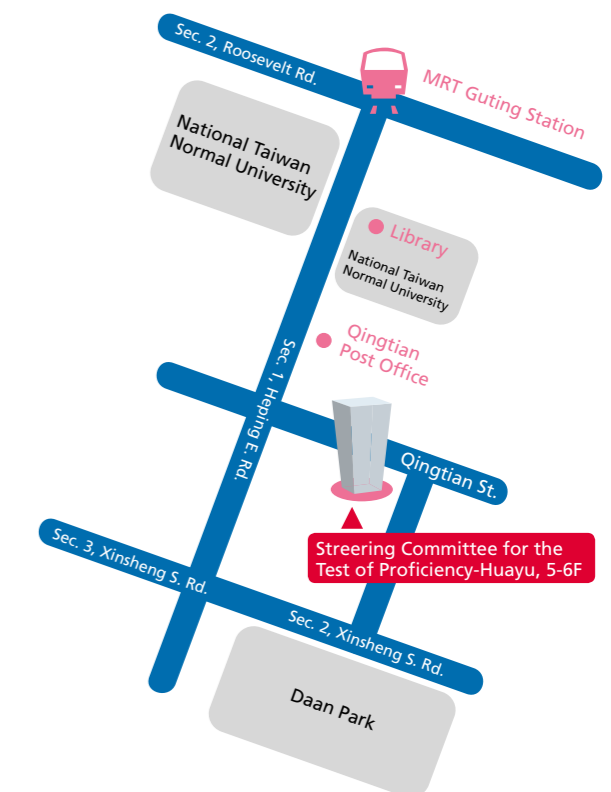 Sec. 2, Roosevelt Rd.
MRT Guting Station
National Taiwan
Normal University
Library
National Taiwan
Normal University
Qingtian
Post Office
Sec. 1, Heping E. Rd.
Qingtian St.
Streering Committee for the
Test of Proficiency-Huayu, 5-6F
Sec. 3, Xinsheng S. Rd.
Sec. 2, Xinsheng S. Rd.
Daan Park